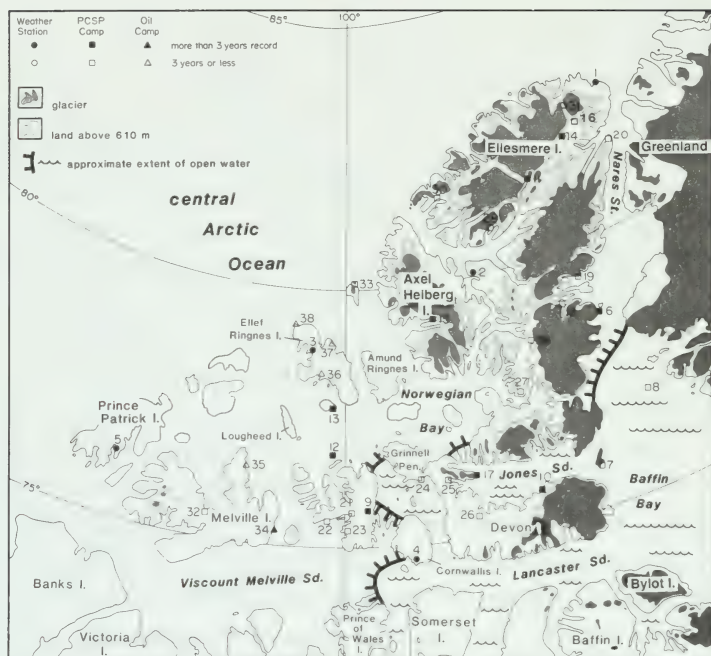 85° 100°
Weather Station PCSP Camp Oil Camp
more than 3 years record
3 years or less
glacier
land above 610 m
approximate extent of open water
80°
central
Arctic
Ocean
1
31
16
14
20
Ellesmere I.
Greenland
Nares St.
2
19
33
Axel
Heiberg
I.
6
38
Ellef
Ringnes I.
3
37
36
Amund
Ringnes I.
27
8
Norwegian
Bay
13
Prince
Patrick I.
5
Lougheed I.
12
35
Grinnell
Pen.
17
Jones Sd.
10
7
Baffin
Bay
75°
24
25
32
Melville I.
34
21
9
22
23
26
Devon
4
Cornwallis I.
Lancaster Sd.
Banks I.
Viscount Melville Sd.
Bylot I.
Victoria
I.
Prince
of
Wales
I.
Somerset
I.
Baffin I.